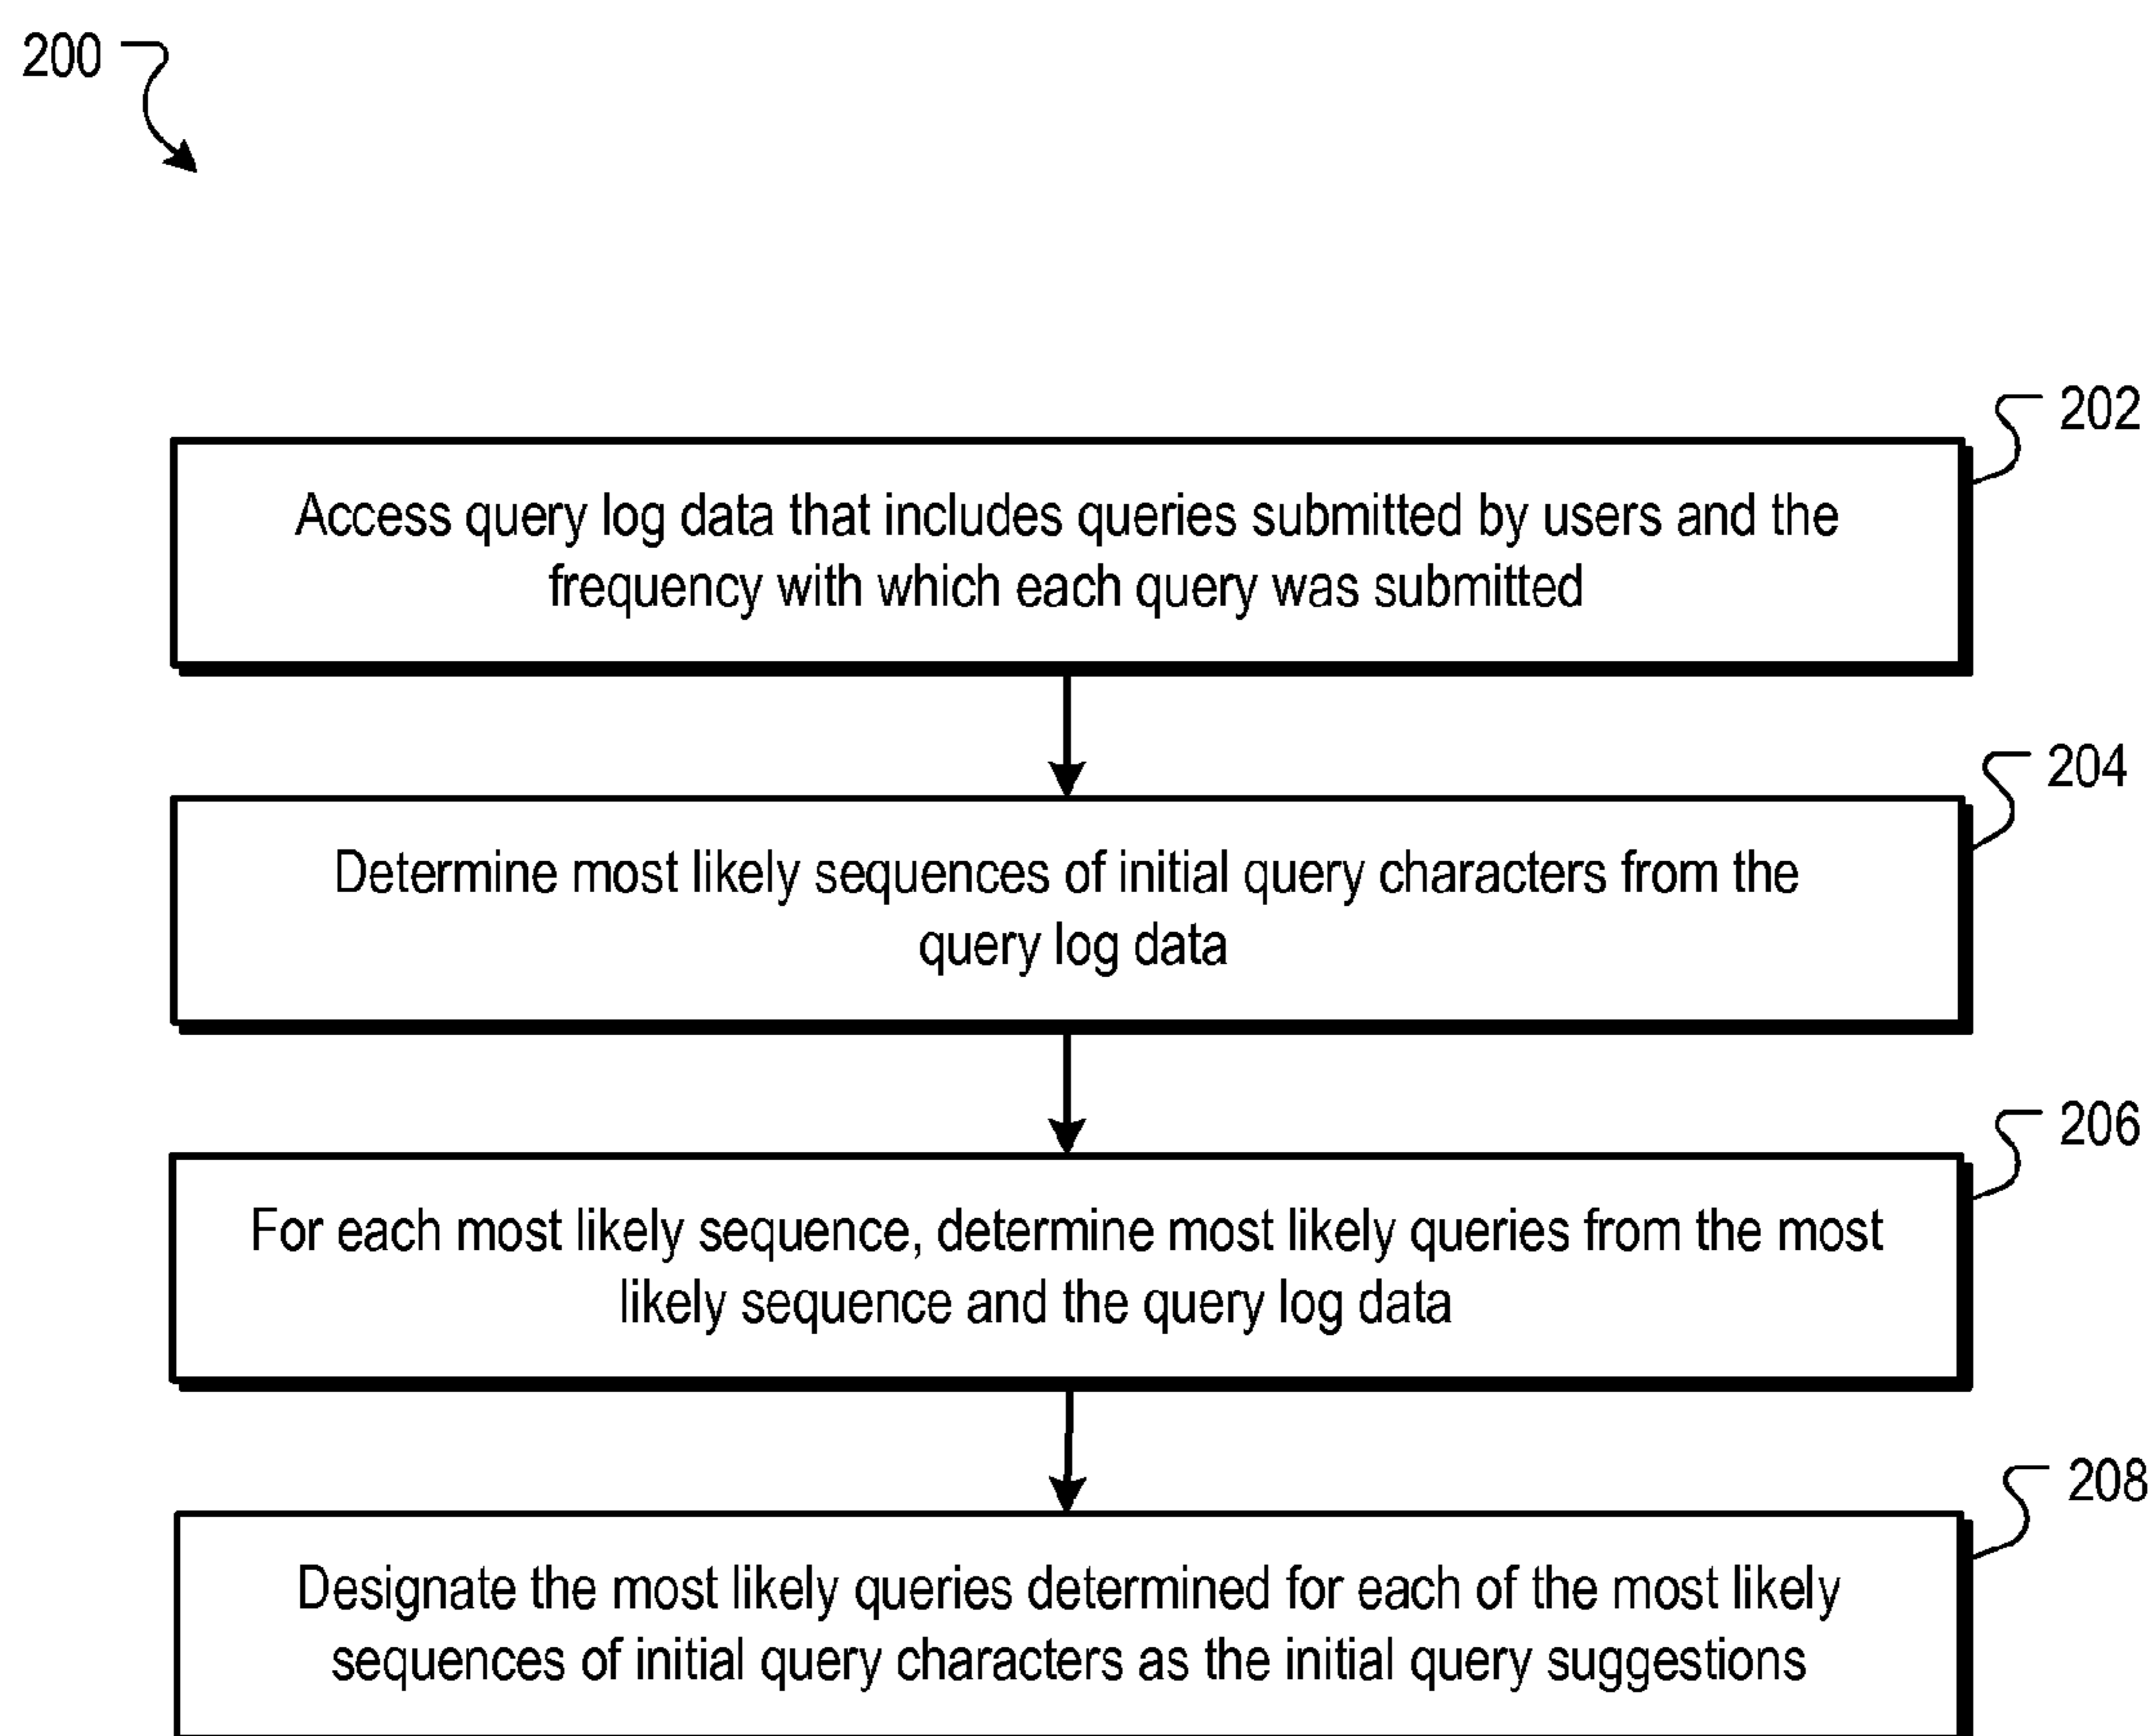 200
202
Access query log data that includes queries submitted by users and the
frequency with which each query was submitted
204
Determine most likely sequences of initial query characters from the
query log data
206
For each most likely sequence, determine most likely queries from the most
likely sequence and the query log data
208
Designate the most likely queries determined for each of the most likely
sequences of initial query characters as the initial query suggestions